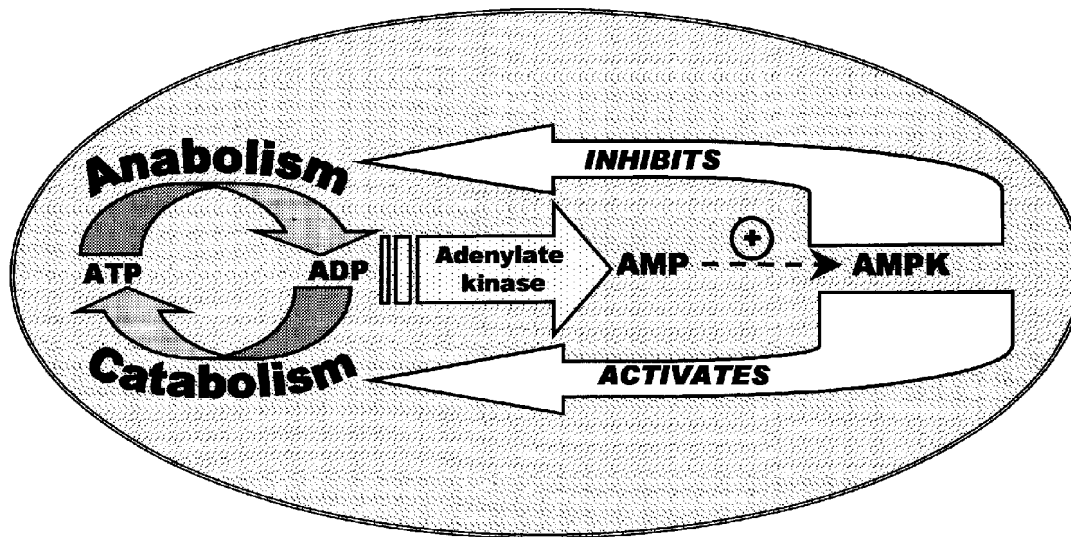 Anabolism
INHIBITS
+
ATP
ADP
Adenylate
kinase
AMP
AMPK
Catabolism
ACTIVATES